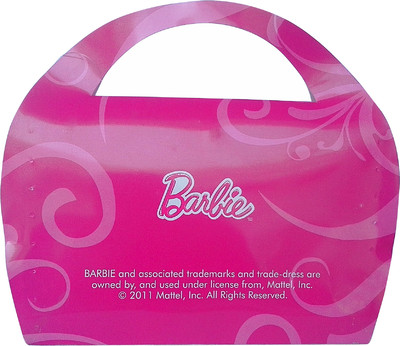 Barbie
BARBIE and associated trademarks and trade-dress are
owned by, and used under license from, Mattel, Inc.
© 2011 Mattel, Inc. All Rights Reserved.